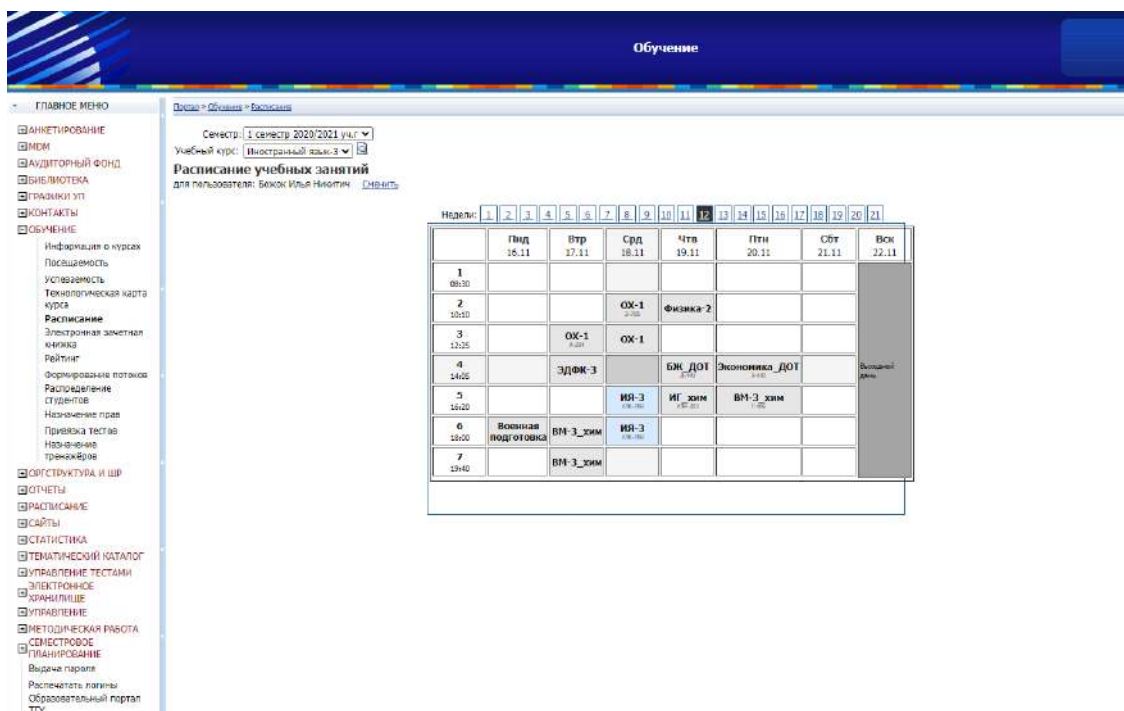 Обучение
ГЛАВНОЕ МЕНЮ
Портал > Обучение > Расписание
АНКЕТИРОВАНИЕ
MDM
АУДИТОРНЫЙ ФОНД
БИБЛИОТЕКА
ГРАФИКИ УП
КОНТАКТЫ
ОБУЧЕНИЕ
Информация о курсах
Посещаемость
Успеваемость
Технологическая карта
курса
Расписание
Электронная зачетная
книжка
Рейтинг
Формирование потоков
Распределение
студентов
Назначение прав
Привязка тестов
Назначение
тренажёров
ОРГСТРУКТУРА И ШР
ОТЧЕТЫ
РАСПИСАНИЕ
САЙТЫ
СТАТИСТИКА
ТЕМАТИЧЕСКИЙ КАТАЛОГ
УПРАВЛЕНИЕ ТЕСТАМИ
ЭЛЕКТРОННОЕ
ХРАНИЛИЩЕ
УПРАВЛЕНИЕ
МЕТОДИЧЕСКАЯ РАБОТА
СЕМЕСТРОВОЕ
ПЛАНИРОВАНИЕ
Выдача пароля
Распечатать логины
Образовательный портал
ТГУ
Семестр: 1 семестр 2020/2021 уч.г
Учебный курс: Иностранный язык-3
Расписание учебных занятий
для пользователя: Божок Илья Никитич Сменить
Недели: 1 2 3 4 5 6 7 8 9 10 11 12 13 14 15 16 17 18 19 20 21
Пнд Втр Срд Чтв Птн Сбт Вск
16.11 17.11 18.11 19.11 20.11 21.11 22.11
1
08:30
2 ОХ-1 Физика-2
10:10
3 ОХ-1 ОХ-1
12:25
4 ЭДФК-3 БЖ_ДОТ Экономика_ДОТ Выходной
14:05 день
5 ИЯ-3 ИГ_хим ВМ-3_хим
16:20
6 Военная ВМ-3_хим ИЯ-3
18:00 подготовка
7 ВМ-3_хим
19:40